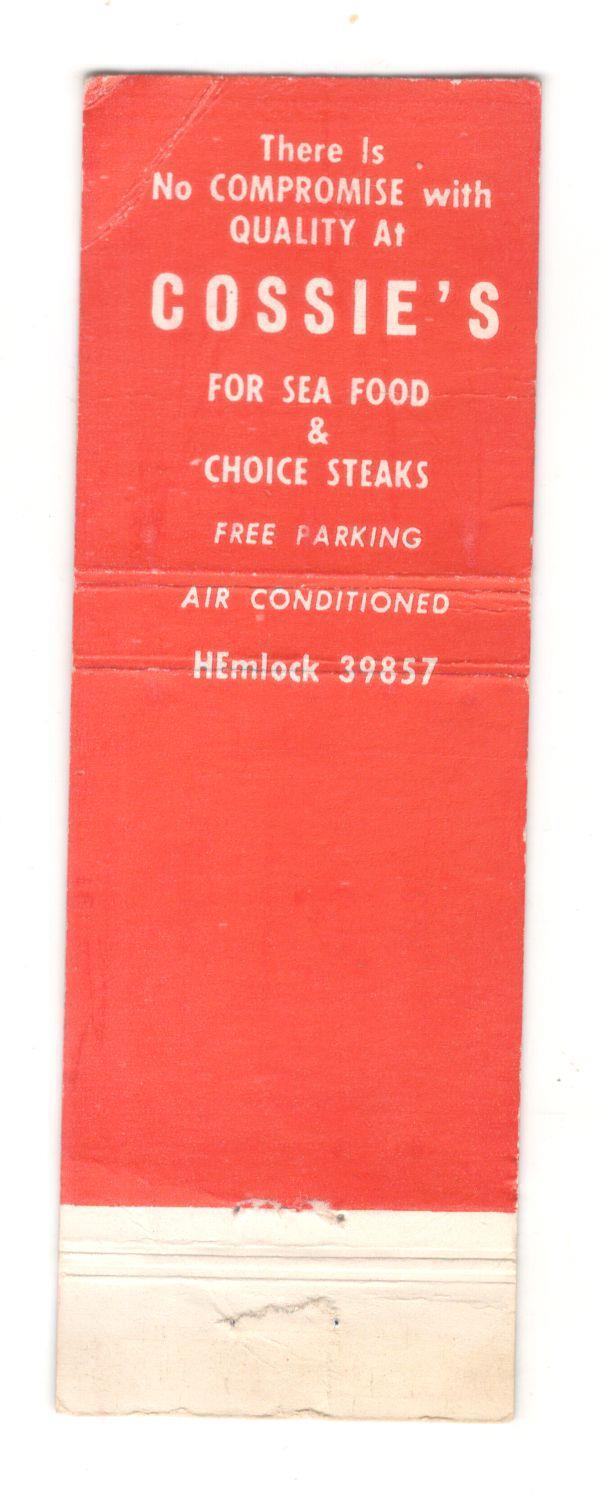 There Is
No COMPROMISE with
QUALITY At
COSSIE'S
FOR SEA FOOD
&
CHOICE STEAKS
FREE PARKING
AIR CONDITIONED
HEmlock 39857